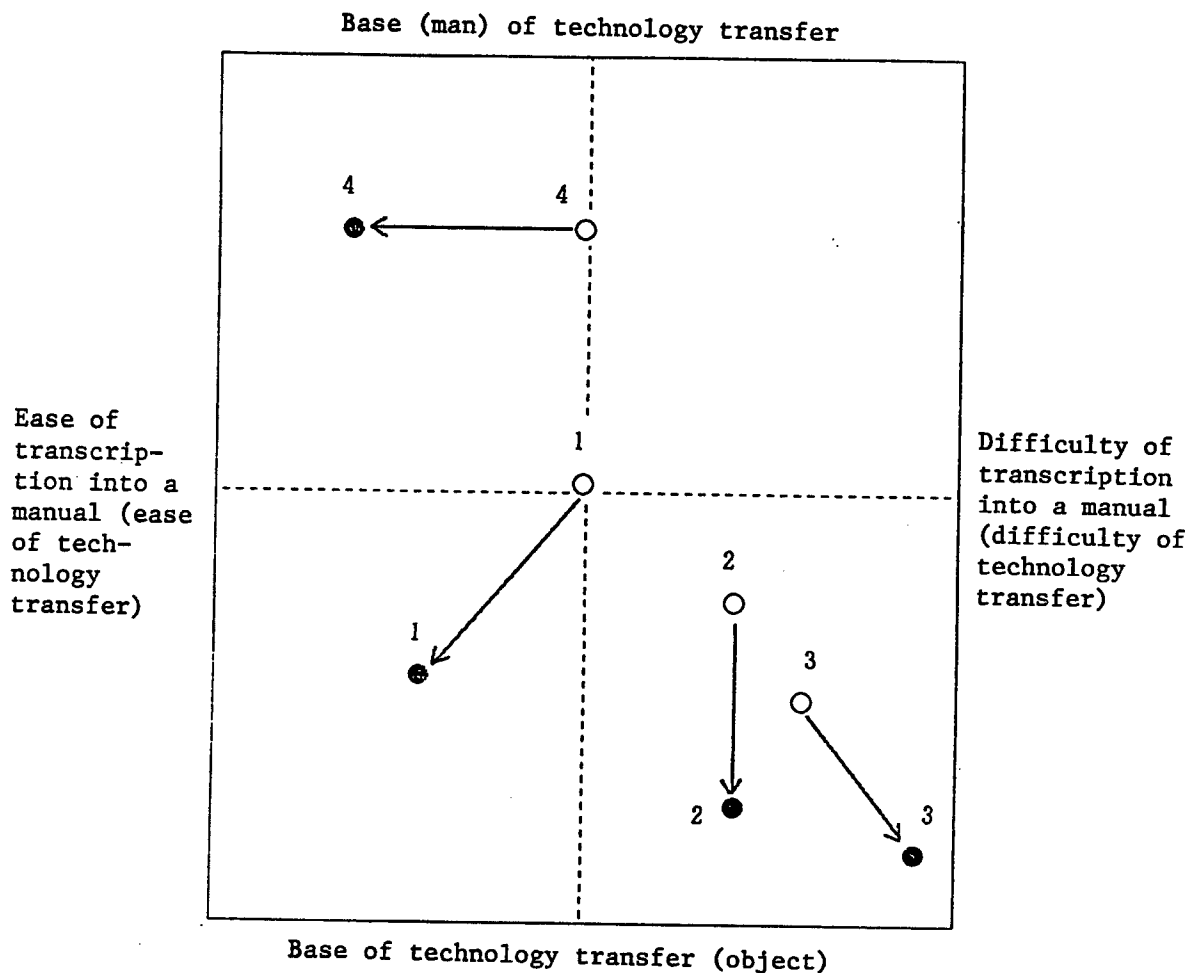 Base (man) of technology transfer
4
4
Ease of
transcrip-
tion into a
manual (ease
of tech-
nology
transfer)
1
Difficulty of
transcription
into a manual
(difficulty of
technology
transfer)
2
1
3
2
3
Base of technology transfer (object)